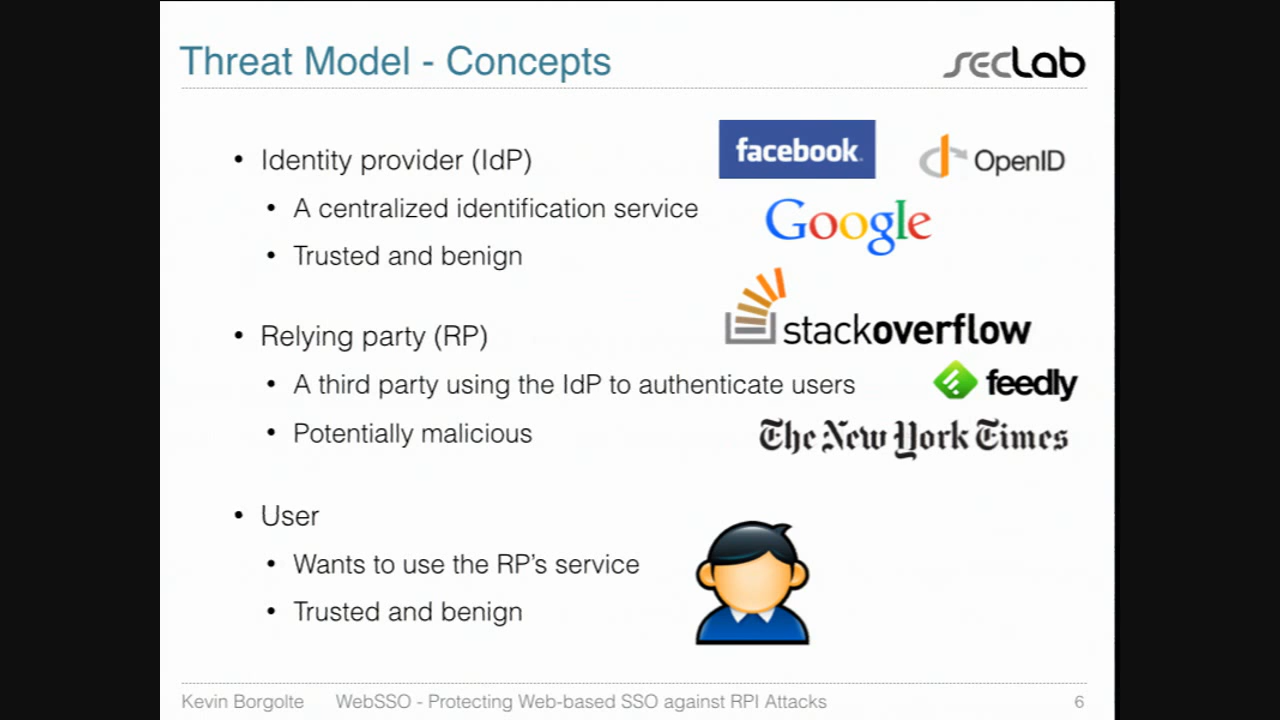 Threat Model - Concepts
secLab
• Identity provider (IdP)
facebook
OpenID
• A centralized identification service
Google
• Trusted and benign
stackoverflow
• Relying party (RP)
• A third party using the IdP to authenticate users
feedly
• Potentially malicious
The New York Times
• User
• Wants to use the RP's service
• Trusted and benign
Kevin Borgolte WebSSO - Protecting Web-based SSO against RPI Attacks 6